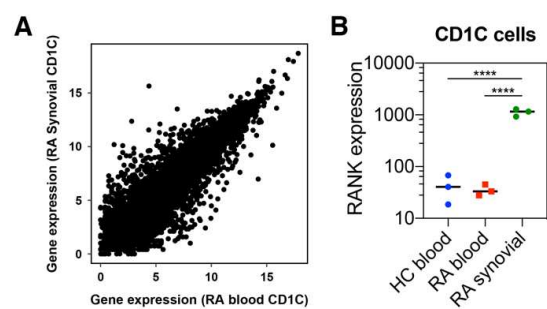 A
Gene expression (RA Synovial CD1C)
15
10
5
0
0
5
10
15
Gene expression (RA blood CD1C)
B
CD1C cells
RANK expression
10000
1000
100
10
****
****
HC blood
RA blood
RA synovial